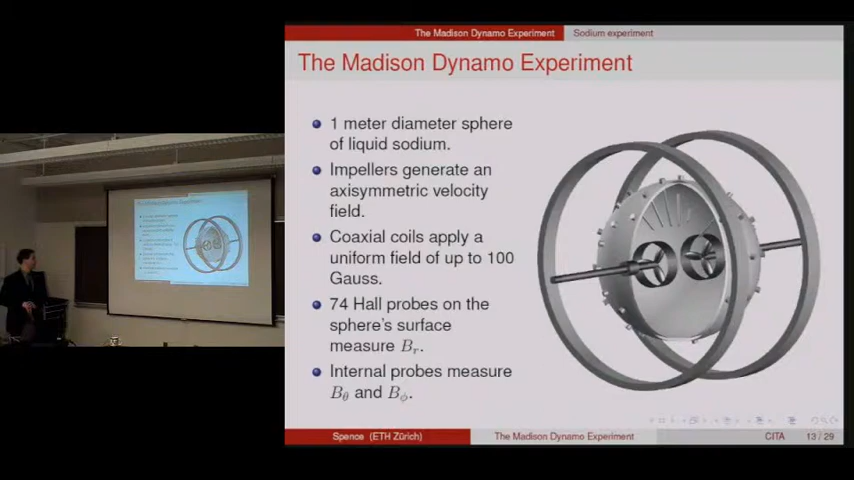 The Madison Dynamo Experiment Sodium experiment
The Madison Dynamo Experiment
1 meter diameter sphere
of liquid sodium.
Impellers generate an
axisymmetric velocity
field.
Coaxial coils apply a
uniform field of up to 100
Gauss.
74 Hall probes on the
sphere's surface
measure Bᵣ.
Internal probes measure
B_θ and B_ϕ.
Spence (ETH Zürich) The Madison Dynamo Experiment CITA 13 / 29